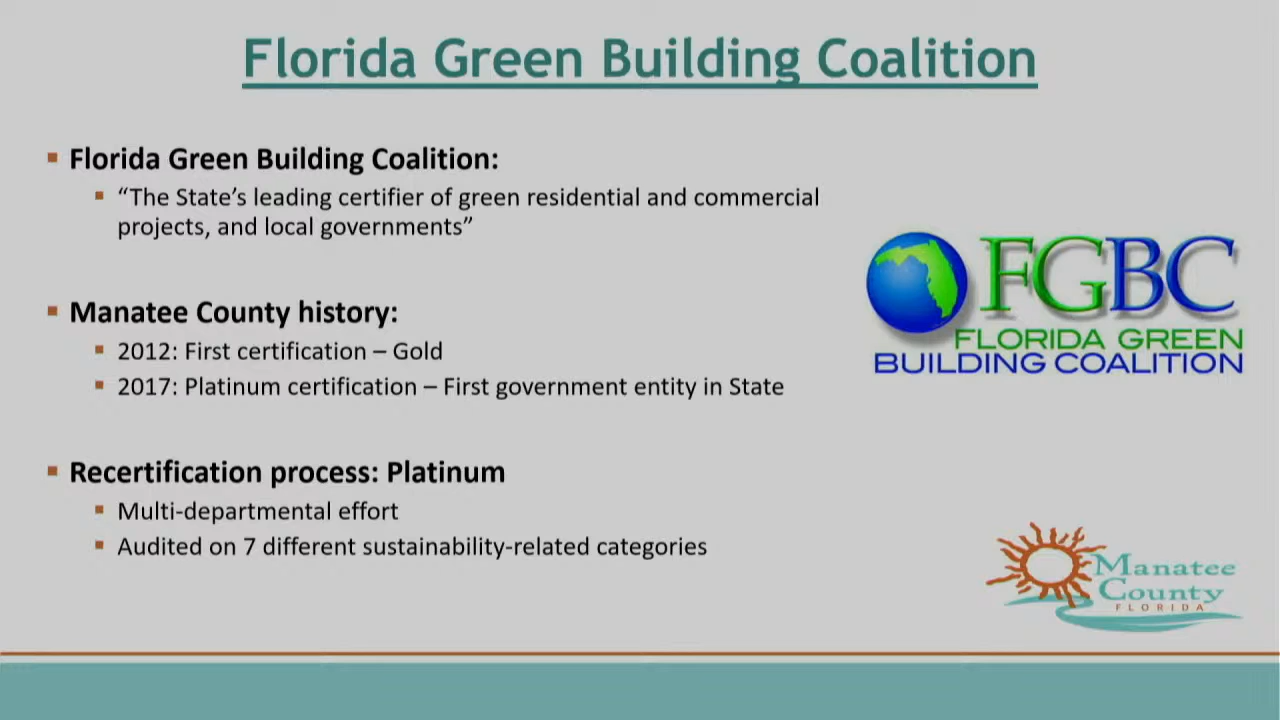 Florida Green Building Coalition
▪ Florida Green Building Coalition:
▪ “The State’s leading certifier of green residential and commercial
projects, and local governments”
FGBC
FLORIDA GREEN
BUILDING COALITION
▪ Manatee County history:
▪ 2012: First certification – Gold
▪ 2017: Platinum certification – First government entity in State
▪ Recertification process: Platinum
▪ Multi-departmental effort
▪ Audited on 7 different sustainability-related categories
Manatee
County
FLORIDA